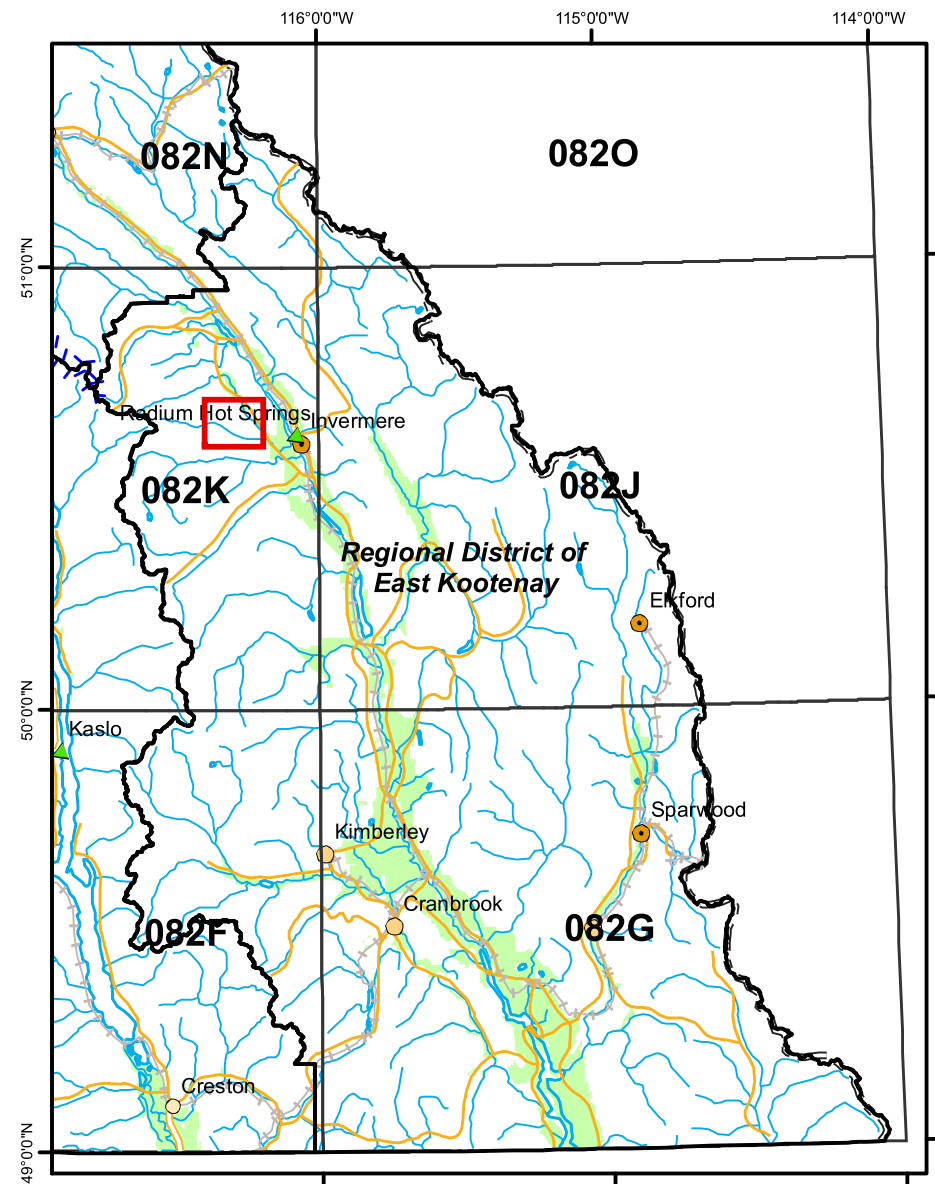 116°0'0"W
115°0'0"W
114°0'0"W
082N
082O
51°0'0"N
Radium Hot Springs
Invermere
082K
082J
Regional District of
East Kootenay
Elkford
50°0'0"N
Kaslo
Sparwood
Kimberley
Cranbrook
082F
082G
Creston
49°0'0"N